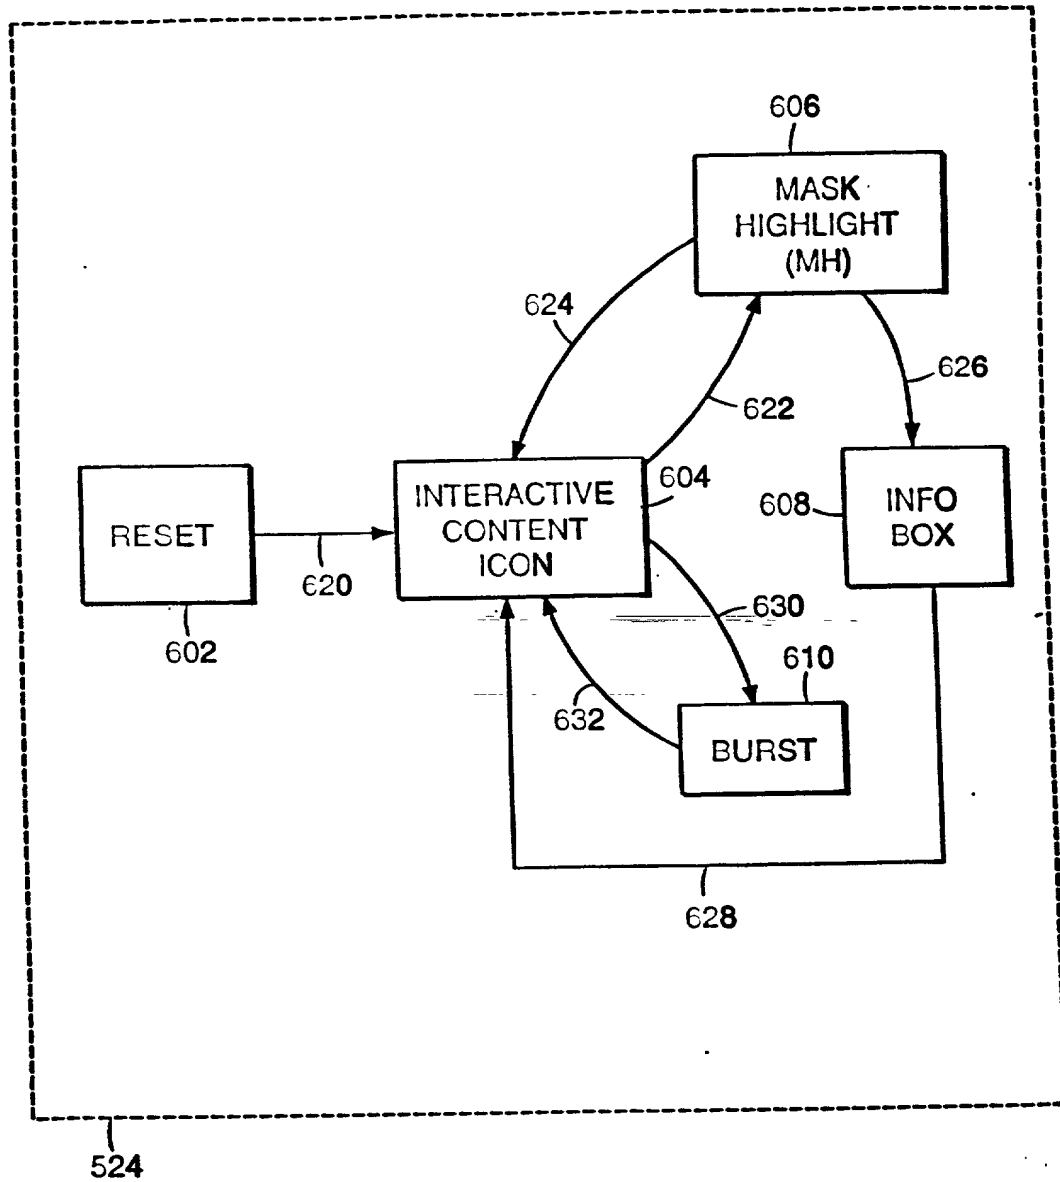 606
MASK
HIGHLIGHT
(MH)
624
626
622
604
INTERACTIVE
CONTENT
ICON
608
INFO
BOX
RESET
620
602
630
610
632
BURST
628
524